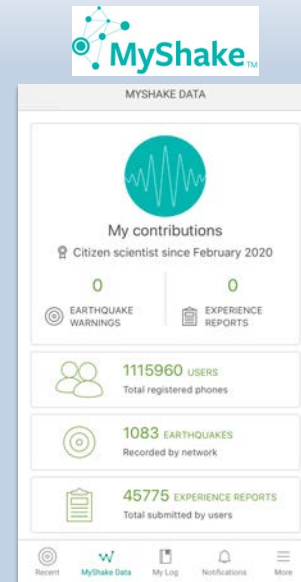 MyShake™
MYSHAKE DATA
My contributions
Citizen scientist since February 2020
0
EARTHQUAKE
WARNINGS
0
EXPERIENCE
REPORTS
1115960 USERS
Total registered phones
1083 EARTHQUAKES
Recorded by network
45775 EXPERIENCE REPORTS
Total submitted by users
Recent MyShake Data My Log Notifications More